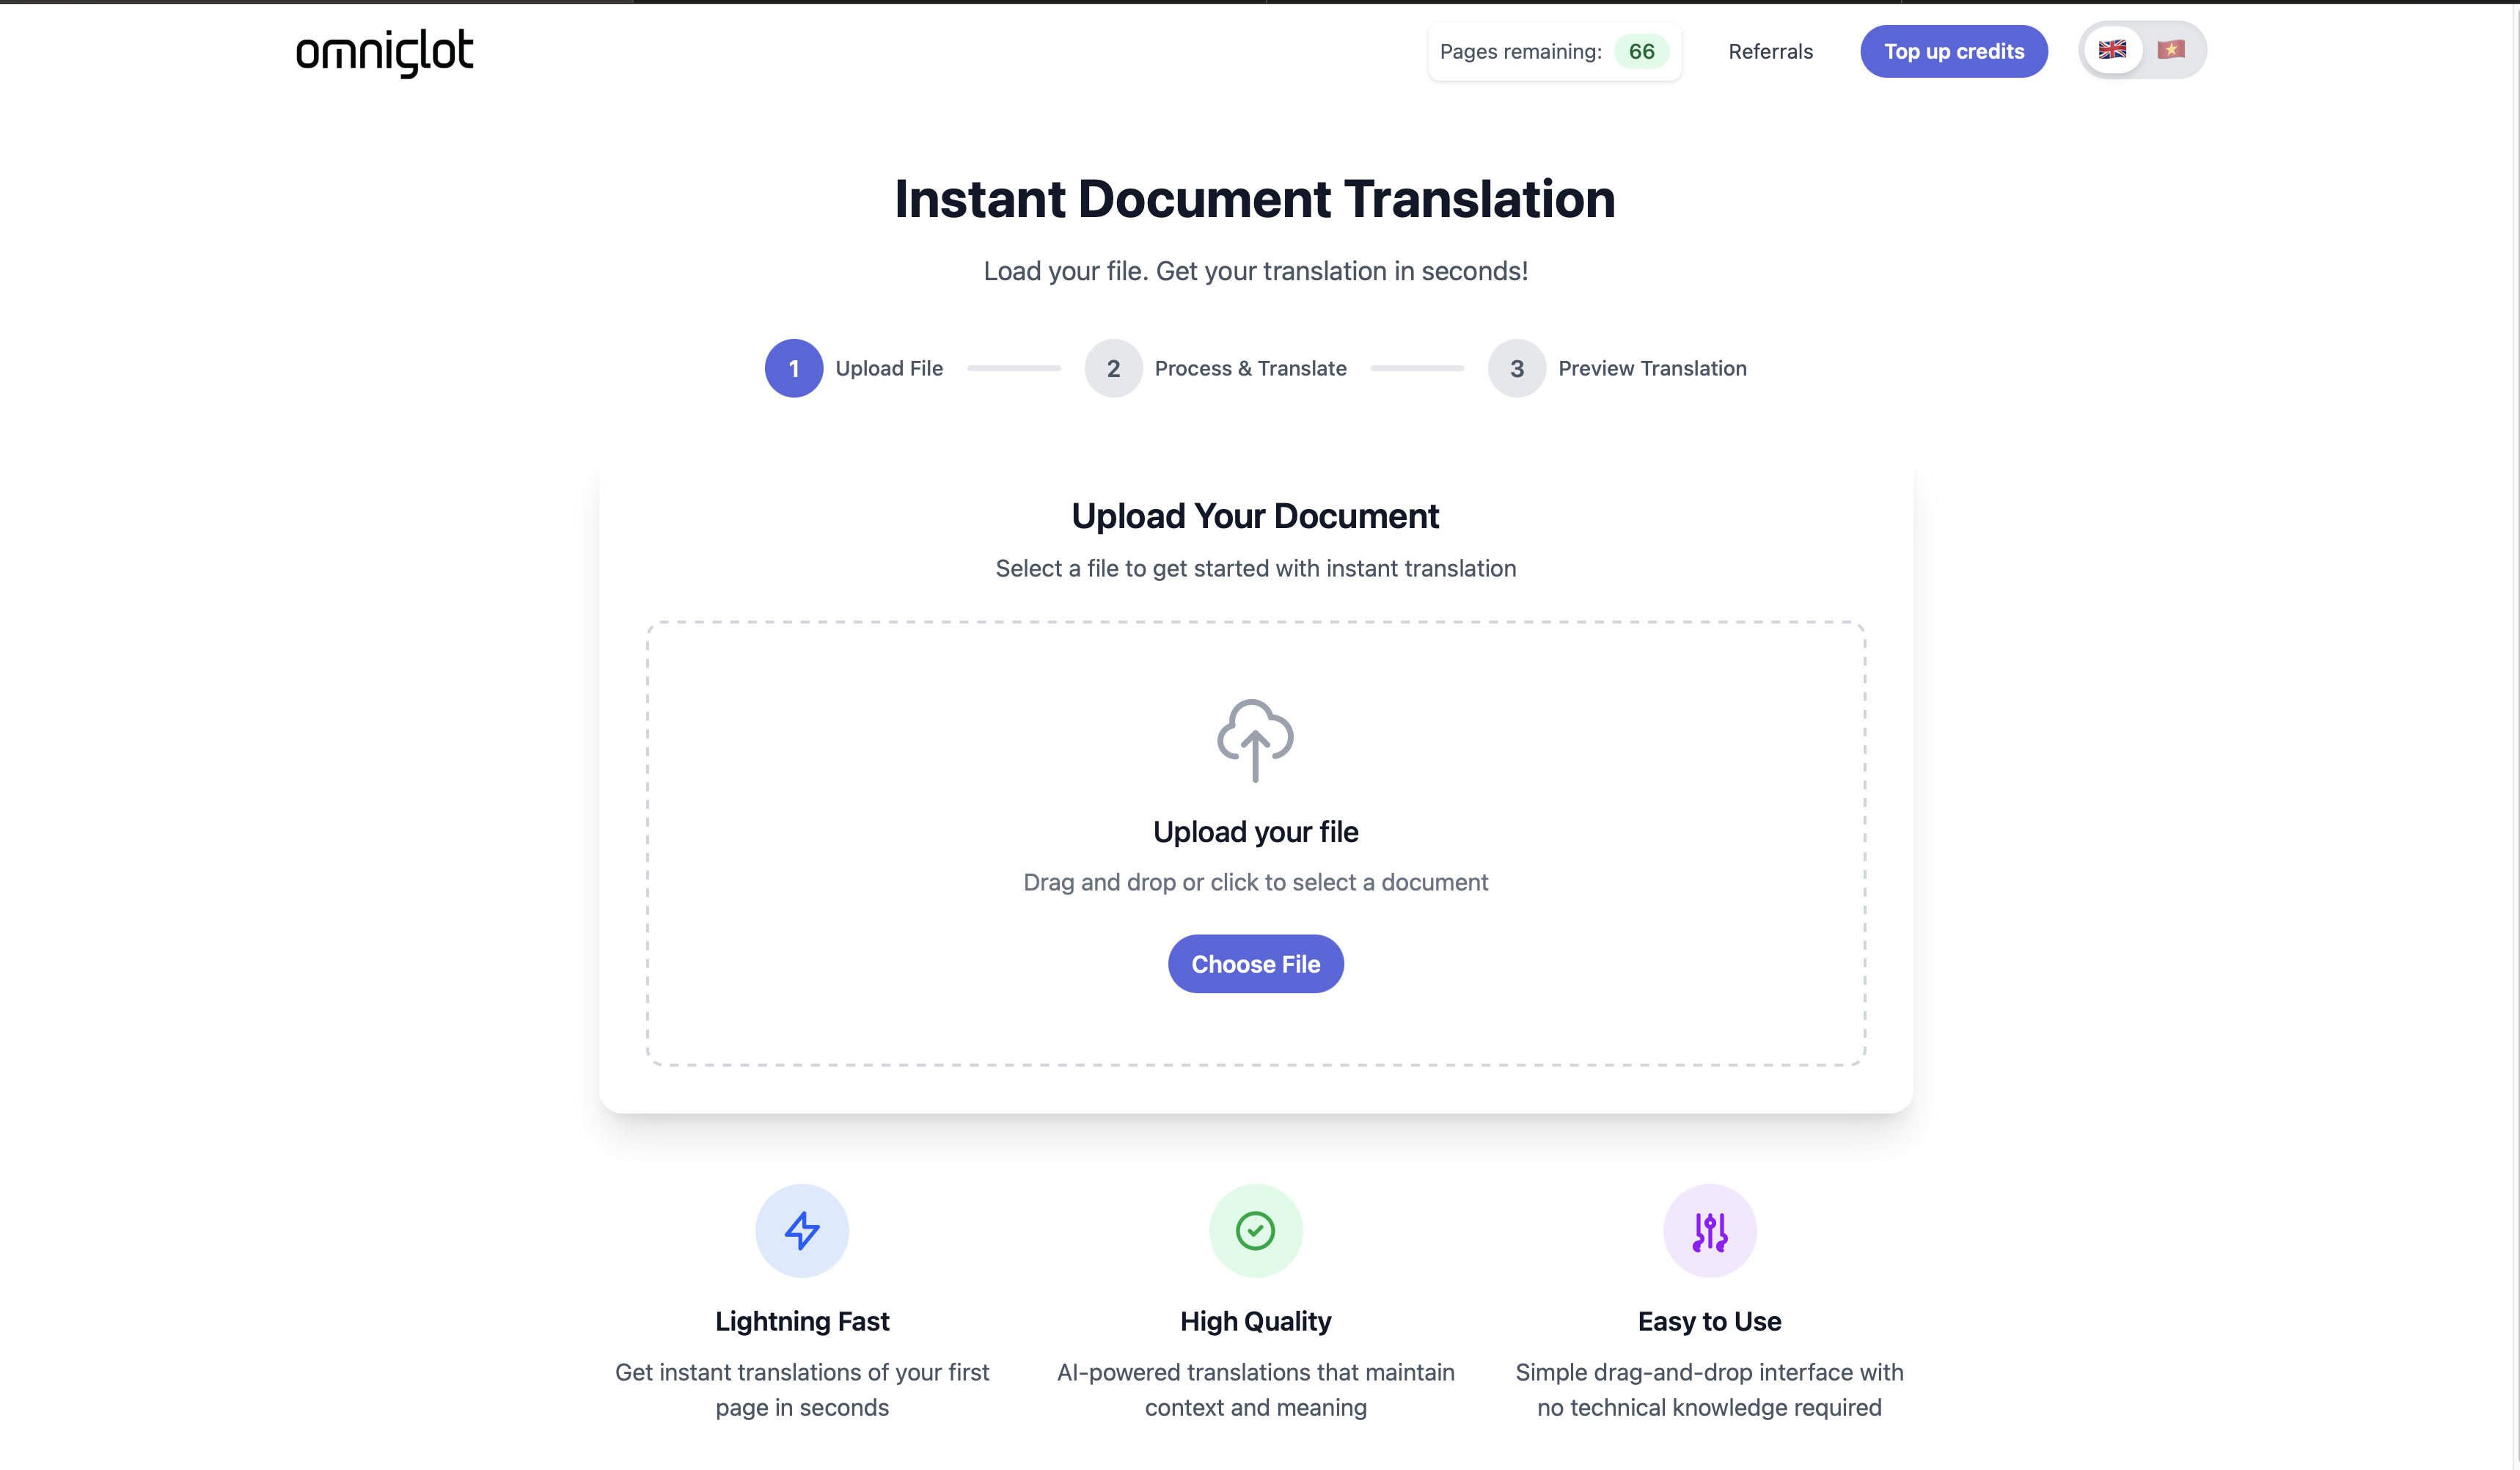 omniglot
Pages remaining: 66
Referrals
Top up credits
Instant Document Translation
Load your file. Get your translation in seconds!
1 Upload File
2 Process & Translate
3 Preview Translation
Upload Your Document
Select a file to get started with instant translation
Upload your file
Drag and drop or click to select a document
Choose File
Lightning Fast
Get instant translations of your first
page in seconds
High Quality
AI-powered translations that maintain
context and meaning
Easy to Use
Simple drag-and-drop interface with
no technical knowledge required